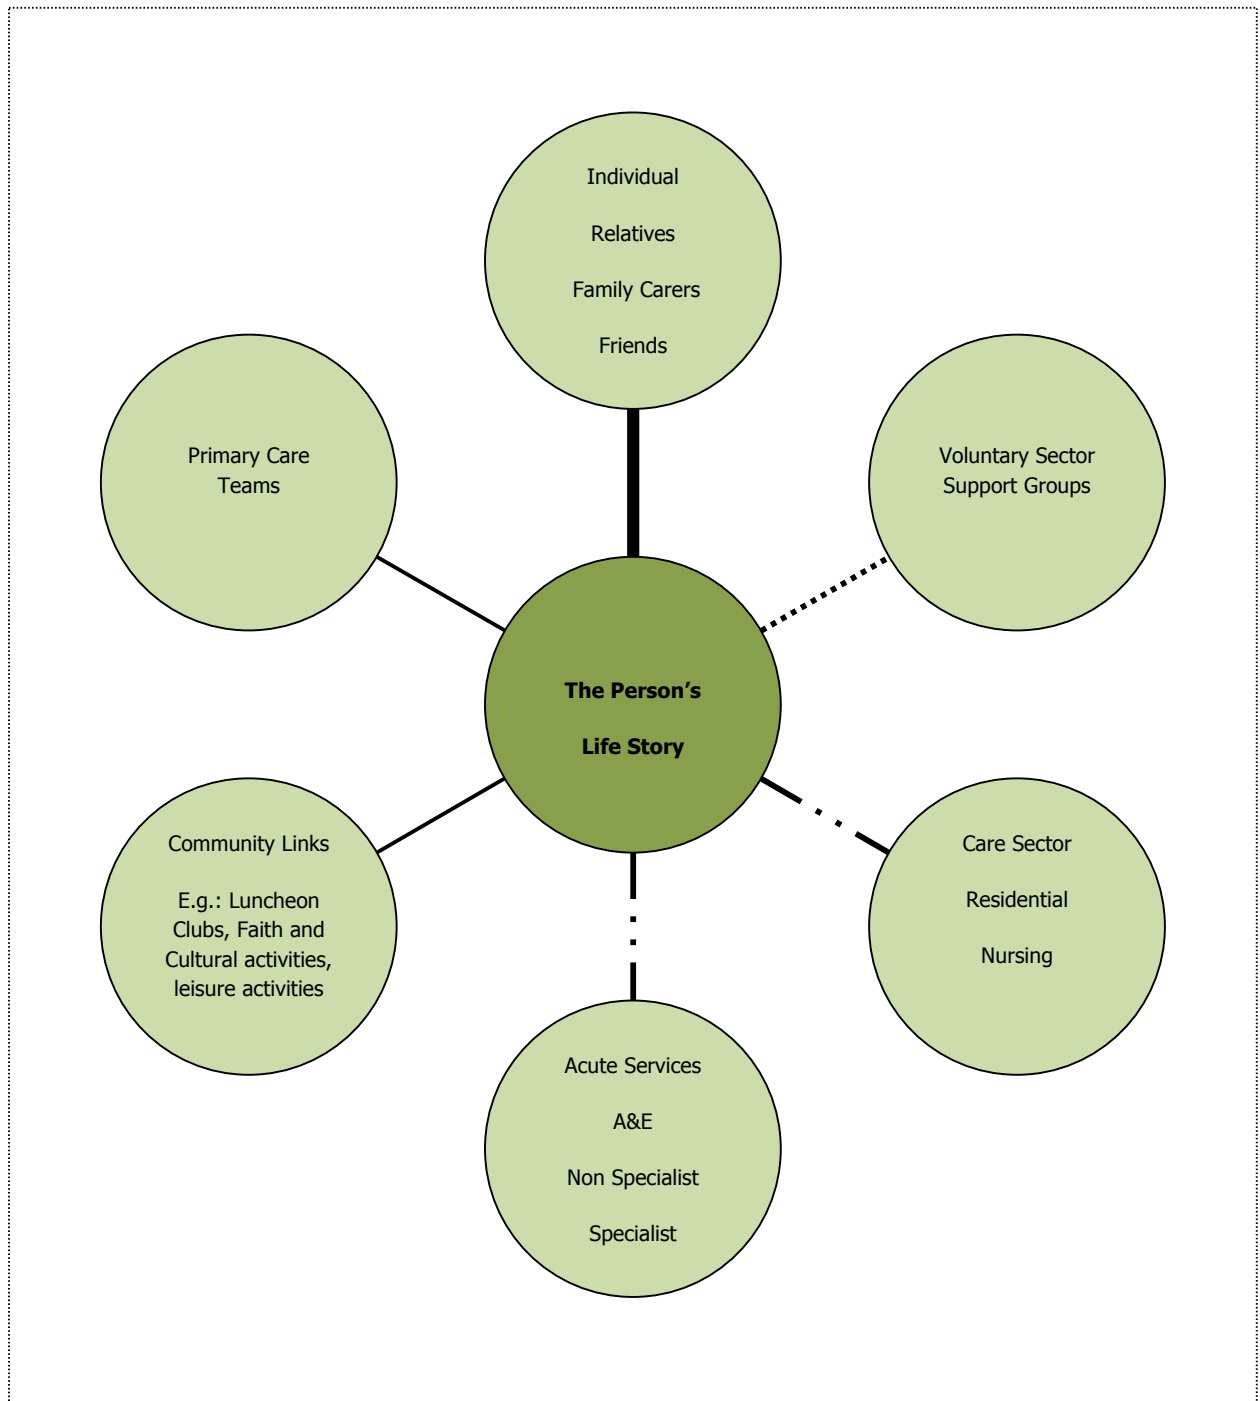 Individual
Relatives
Family Carers
Friends
Primary Care
Teams
Voluntary Sector
Support Groups
The Person’s
Life Story
Community Links
E.g.: Luncheon
Clubs, Faith and
Cultural activities,
leisure activities
Care Sector
Residential
Nursing
Acute Services
A&E
Non Specialist
Specialist